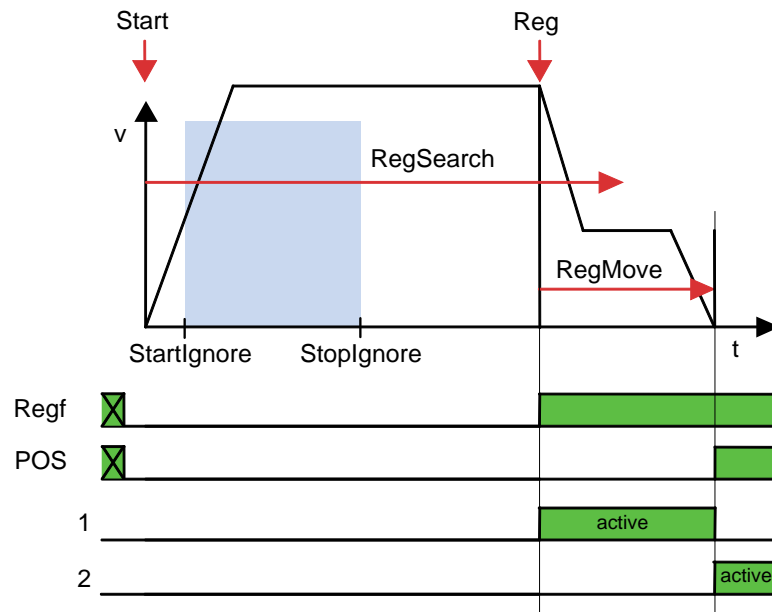 Start
Reg
v
RegSearch
RegMove
StartIgnore
StopIgnore
t
Regf
POS
1
active
2
active